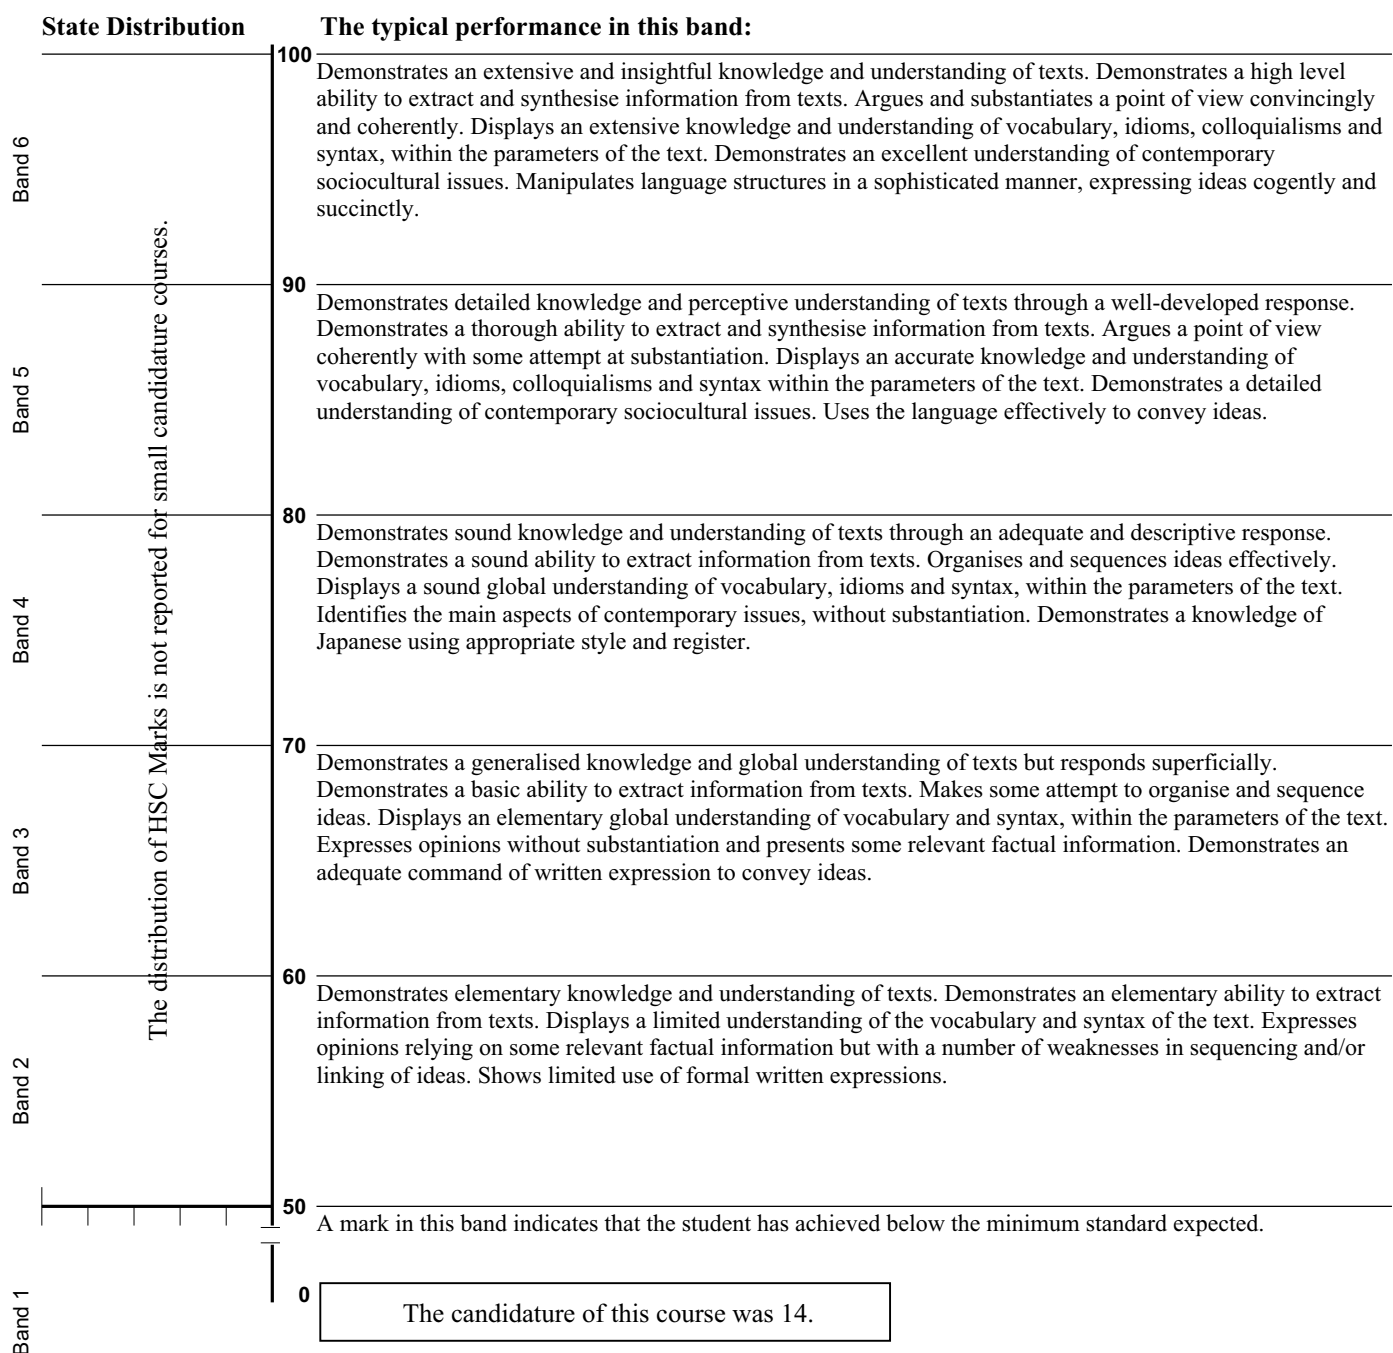 State Distribution
The typical performance in this band:
100
Demonstrates an extensive and insightful knowledge and understanding of texts. Demonstrates a high level
ability to extract and synthesise information from texts. Argues and substantiates a point of view convincingly
and coherently. Displays an extensive knowledge and understanding of vocabulary, idioms, colloquialisms and
syntax, within the parameters of the text. Demonstrates an excellent understanding of contemporary
sociocultural issues. Manipulates language structures in a sophisticated manner, expressing ideas cogently and
succinctly.
Band 6
The distribution of HSC Marks is not reported for small candidature courses.
90
Demonstrates detailed knowledge and perceptive understanding of texts through a well-developed response.
Demonstrates a thorough ability to extract and synthesise information from texts. Argues a point of view
coherently with some attempt at substantiation. Displays an accurate knowledge and understanding of
vocabulary, idioms, colloquialisms and syntax within the parameters of the text. Demonstrates a detailed
understanding of contemporary sociocultural issues. Uses the language effectively to convey ideas.
Band 5
80
Demonstrates sound knowledge and understanding of texts through an adequate and descriptive response.
Demonstrates a sound ability to extract information from texts. Organises and sequences ideas effectively.
Displays a sound global understanding of vocabulary, idioms and syntax, within the parameters of the text.
Identifies the main aspects of contemporary issues, without substantiation. Demonstrates a knowledge of
Japanese using appropriate style and register.
Band 4
70
Demonstrates a generalised knowledge and global understanding of texts but responds superficially.
Demonstrates a basic ability to extract information from texts. Makes some attempt to organise and sequence
ideas. Displays an elementary global understanding of vocabulary and syntax, within the parameters of the text.
Expresses opinions without substantiation and presents some relevant factual information. Demonstrates an
adequate command of written expression to convey ideas.
Band 3
60
Demonstrates elementary knowledge and understanding of texts. Demonstrates an elementary ability to extract
information from texts. Displays a limited understanding of the vocabulary and syntax of the text. Expresses
opinions relying on some relevant factual information but with a number of weaknesses in sequencing and/or
linking of ideas. Shows limited use of formal written expressions.
Band 2
50
A mark in this band indicates that the student has achieved below the minimum standard expected.
0
Band 1
The candidature of this course was 14.